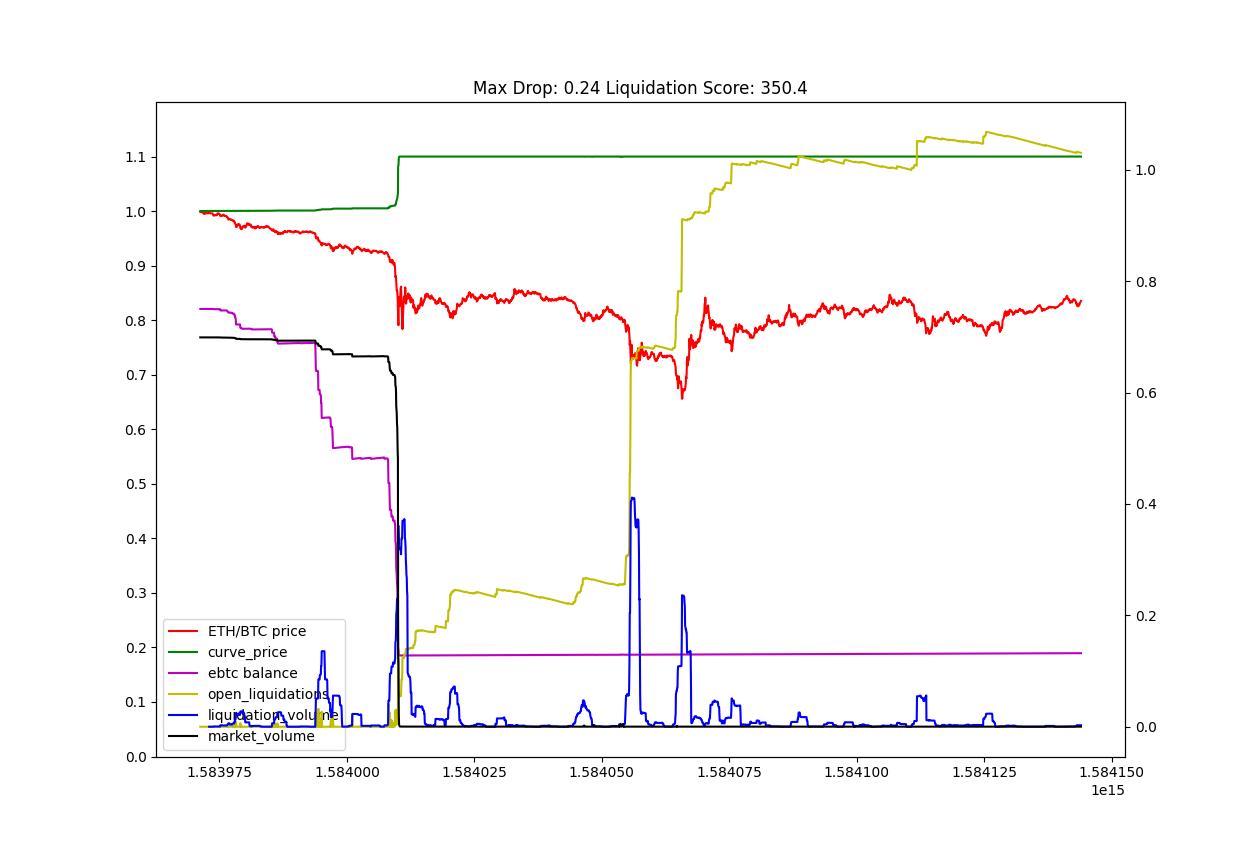 Max Drop: 0.24 Liquidation Score: 350.4
1.1
1.0
0.9
0.8
0.7
0.6
0.5
0.4
0.3
0.2
0.1
0.0
1.0
0.8
0.6
0.4
0.2
0.0
ETH/BTC price
curve_price
ebtc balance
open_liquidations
liquidation_volume
market_volume
1.583975 1.584000 1.584025 1.584050 1.584075 1.584100 1.584125 1.584150
1e15